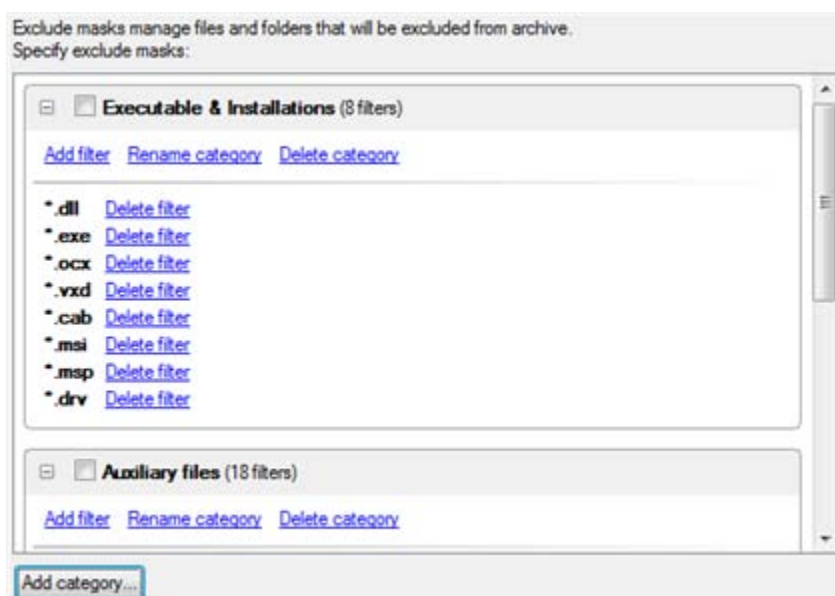 Exclude masks manage files and folders that will be excluded from archive.
Specify exclude masks:
Executable & Installations (8 filters)
Add filter Rename category Delete category
*.dll Delete filter
*.exe Delete filter
*.ocx Delete filter
*.vxd Delete filter
*.cab Delete filter
*.msi Delete filter
*.msp Delete filter
*.drv Delete filter
Auxiliary files (18 filters)
Add filter Rename category Delete category
Add category...